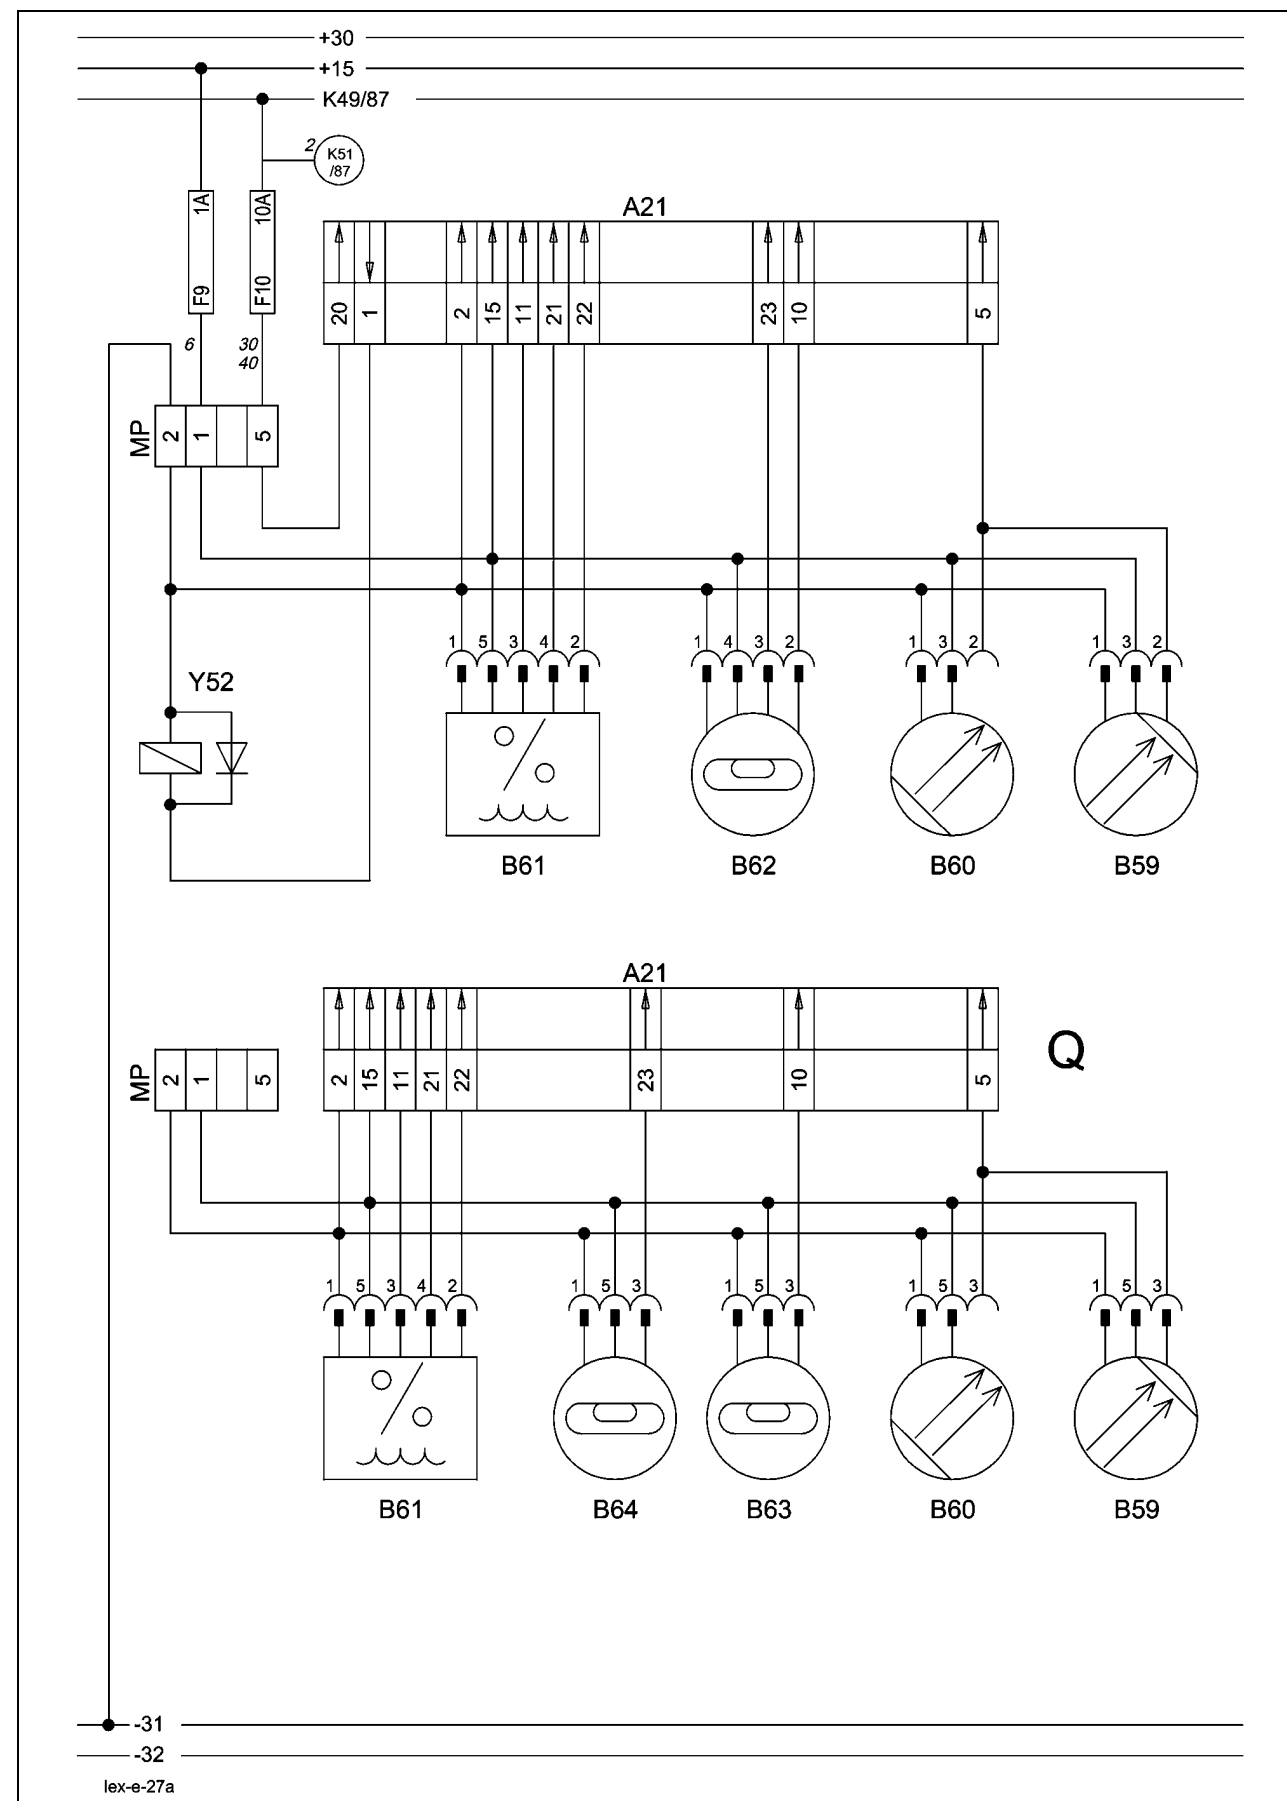 +30
+15
K49/87
2 K51
/87
1A 10A
A21
F9 F10
20 1 2 15 11 21 22 23 10 5
6 30
40
MP 2 1 5
1 5 3 4 2 1 4 3 2 1 3 2 1 3 2
Y52
B61 B62 B60 B59
A21
Q
MP 2 1 5 2 15 11 21 22 23 10 5
1 5 3 4 2 1 5 3 1 5 3 1 5 3 1 5 3
B61 B64 B63 B60 B59
-31
-32
lex-e-27a